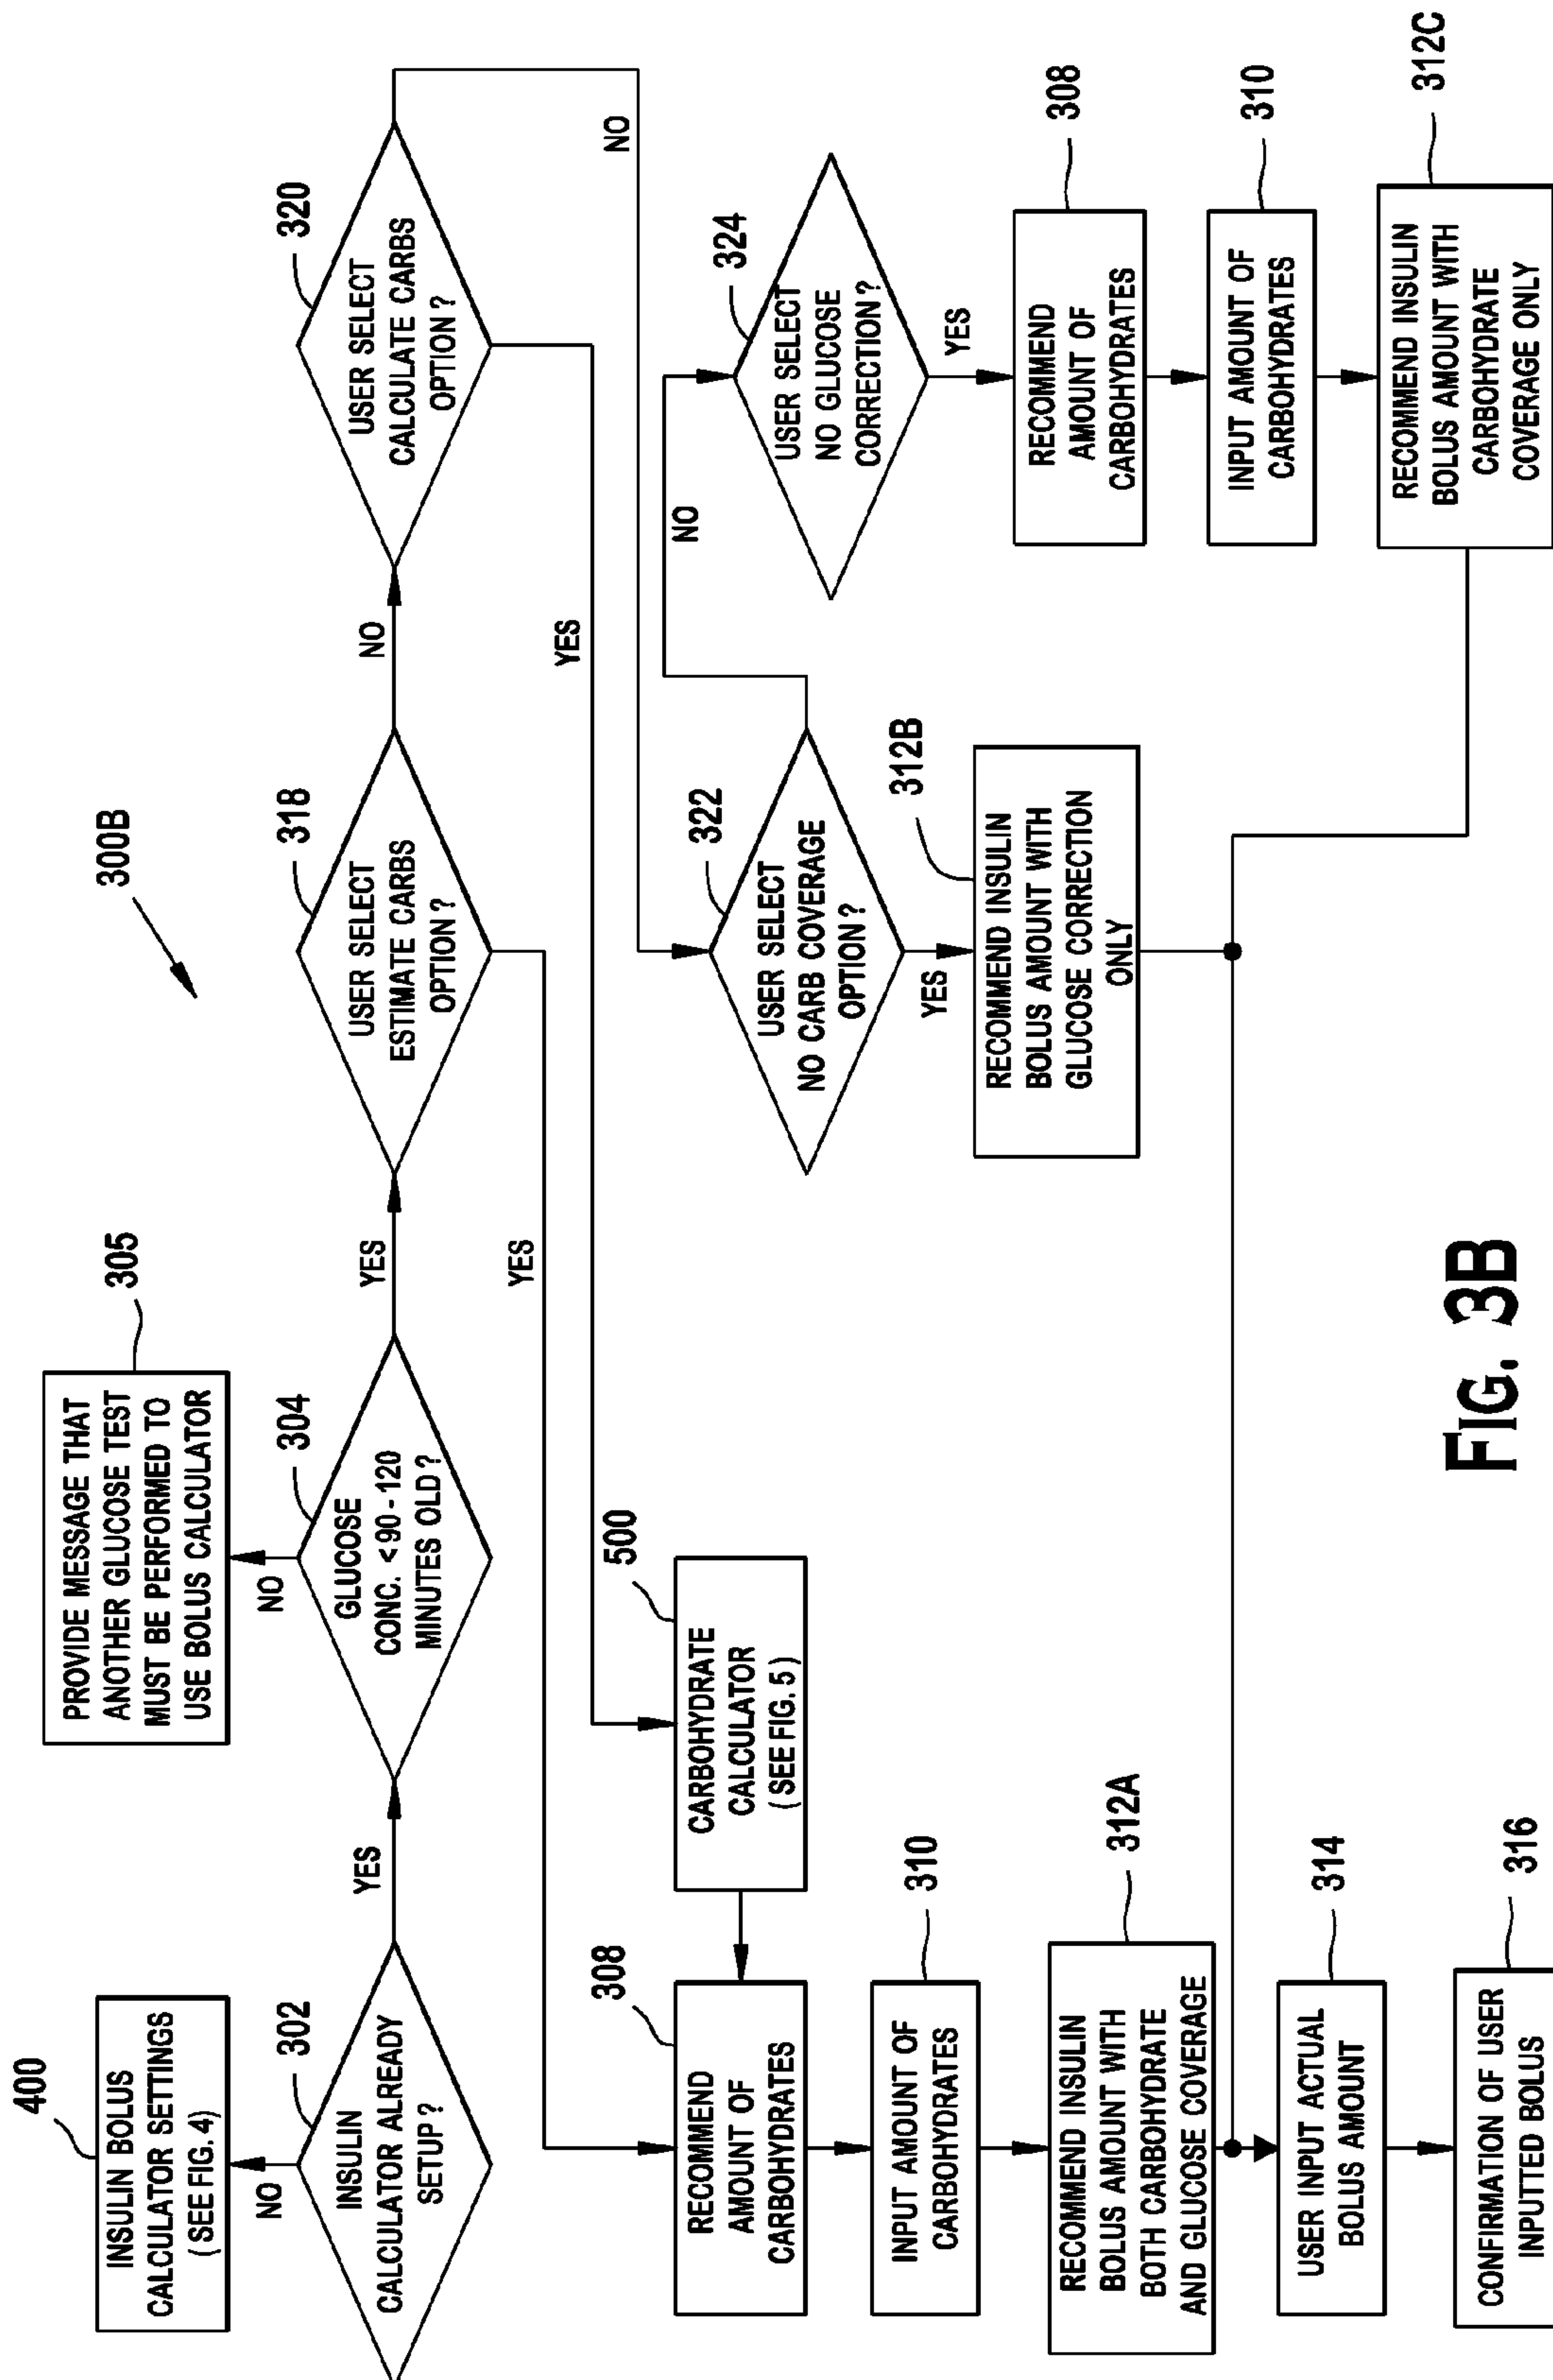 300B
400
INSULIN BOLUS
CALCULATOR SETTINGS
(SEE FIG. 4)
NO
302
INSULIN
CALCULATOR ALREADY
SETUP?
YES
305
PROVIDE MESSAGE THAT
ANOTHER GLUCOSE TEST
MUST BE PERFORMED TO
USE BOLUS CALCULATOR
NO
304
GLUCOSE
CONC. <90-120
MINUTES OLD?
YES
318
USER SELECT
ESTIMATE CARBS
OPTION?
NO
320
USER SELECT
CALCULATE CARBS
OPTION?
YES
YES
NO
500
CARBOHYDRATE
CALCULATOR
(SEE FIG. 5)
308
RECOMMEND
AMOUNT OF
CARBOHYDRATES
310
INPUT AMOUNT OF
CARBOHYDRATES
312A
RECOMMEND INSULIN
BOLUS AMOUNT WITH
BOTH CARBOHYDRATE
AND GLUCOSE COVERAGE
314
USER INPUT ACTUAL
BOLUS AMOUNT
316
CONFIRMATION OF USER
INPUTTED BOLUS
322
USER SELECT
NO CARB COVERAGE
OPTION?
NO
YES
312B
RECOMMEND INSULIN
BOLUS AMOUNT WITH
GLUCOSE CORRECTION
ONLY
324
USER SELECT
NO GLUCOSE
CORRECTION?
YES
308
RECOMMEND
AMOUNT OF
CARBOHYDRATES
310
INPUT AMOUNT OF
CARBOHYDRATES
312C
RECOMMEND INSULIN
BOLUS AMOUNT WITH
CARBOHYDRATE
COVERAGE ONLY
FIG. 3B